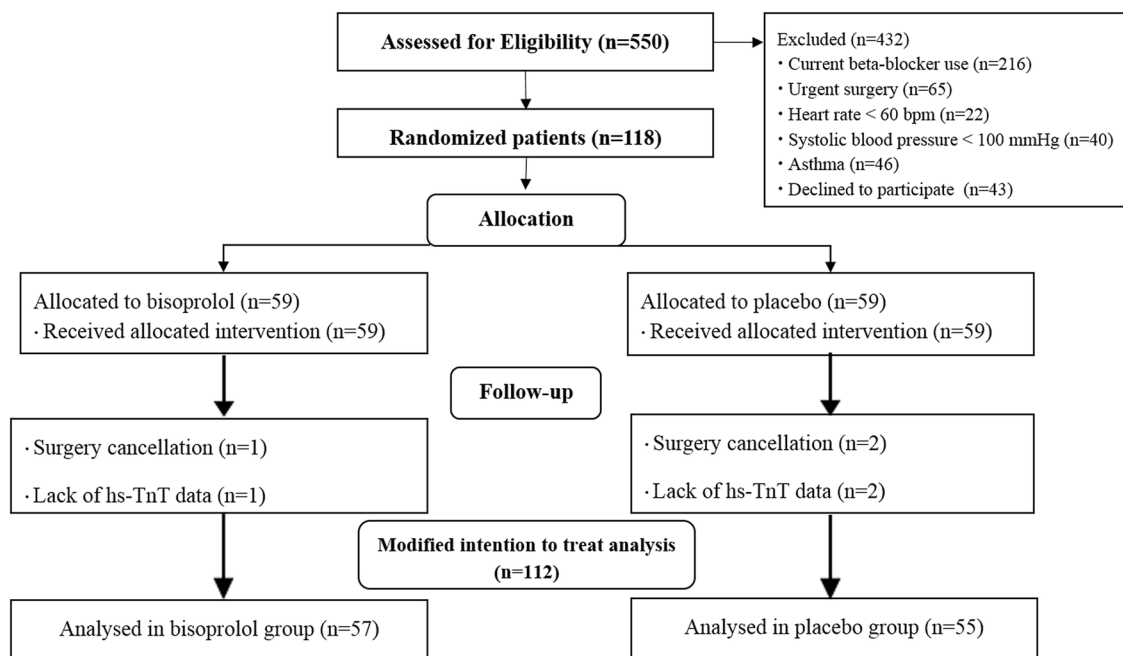 Assessed for Eligibility (n=550)
Excluded (n=432)
· Current beta-blocker use (n=216)
· Urgent surgery (n=65)
· Heart rate < 60 bpm (n=22)
· Systolic blood pressure < 100 mmHg (n=40)
· Asthma (n=46)
· Declined to participate (n=43)
Randomized patients (n=118)
Allocation
Allocated to bisoprolol (n=59)
· Received allocated intervention (n=59)
Allocated to placebo (n=59)
· Received allocated intervention (n=59)
Follow-up
· Surgery cancellation (n=1)
· Lack of hs-TnT data (n=1)
· Surgery cancellation (n=2)
· Lack of hs-TnT data (n=2)
Modified intention to treat analysis
(n=112)
Analysed in bisoprolol group (n=57)
Analysed in placebo group (n=55)